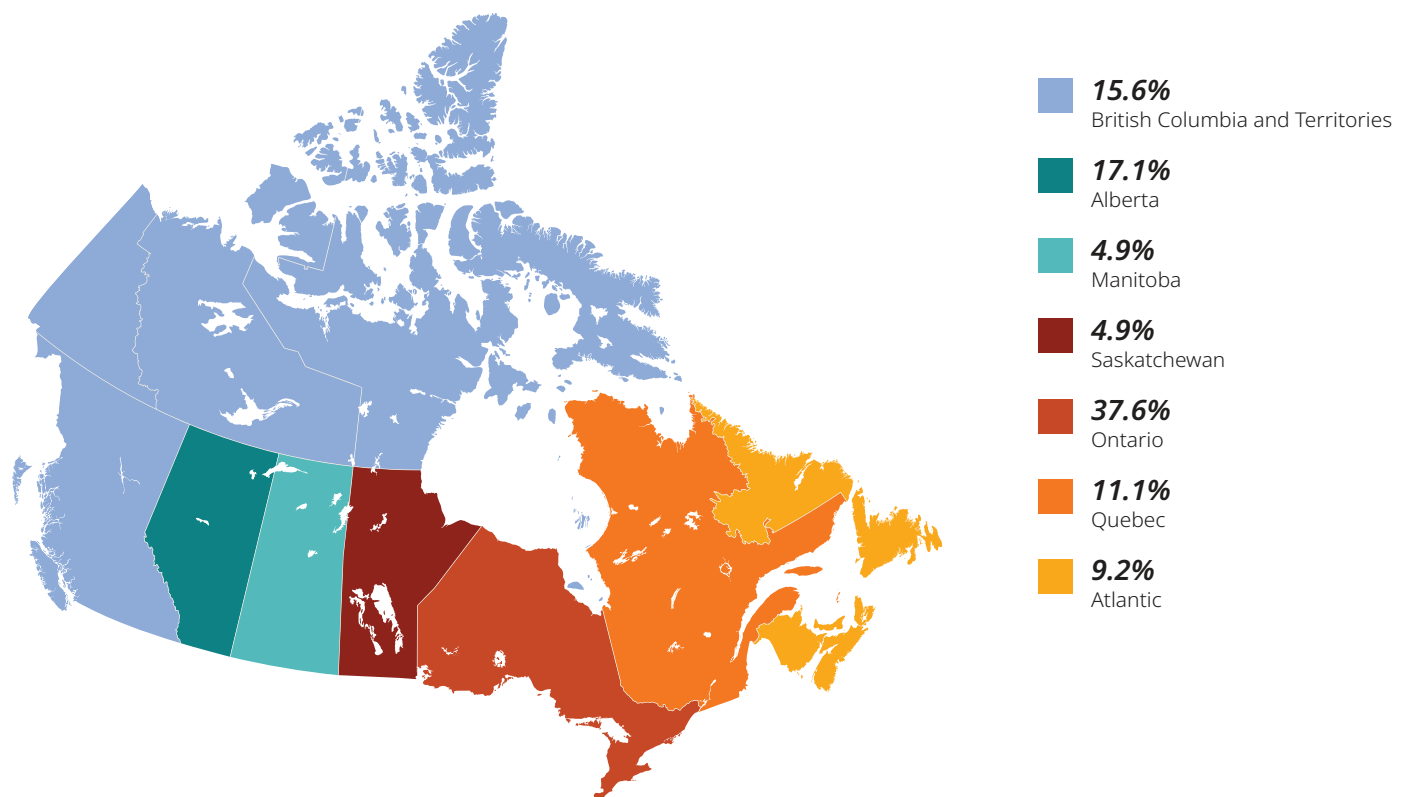 15.6%
British Columbia and Territories
17.1%
Alberta
4.9%
Manitoba
4.9%
Saskatchewan
37.6%
Ontario
11.1%
Quebec
9.2%
Atlantic